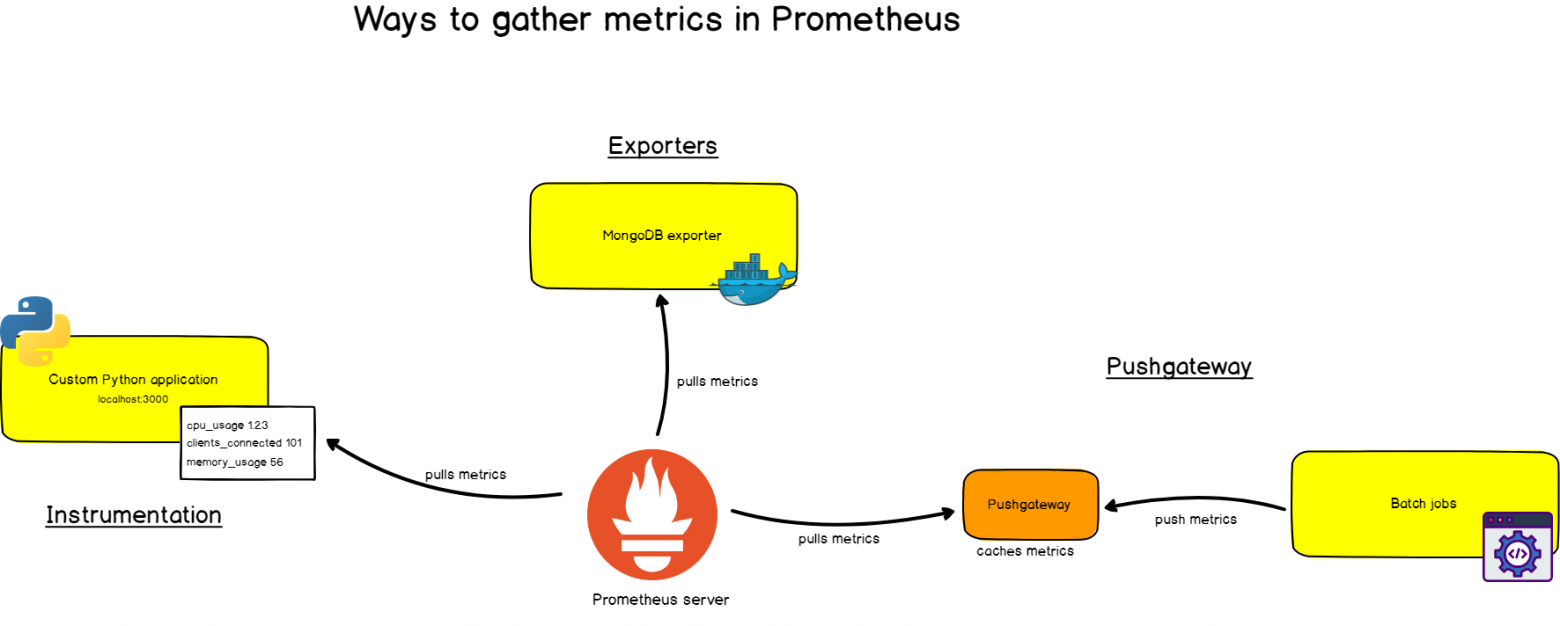 Ways to gather metrics in Prometheus
Exporters
MongoDB exporter
Custom Python application
localhost:3000
cpu_usage 1.23
clients_connected 101
memory_usage 56
Instrumentation
pulls metrics
pulls metrics
Prometheus server
pulls metrics
Pushgateway
Pushgateway
caches metrics
push metrics
Batch jobs